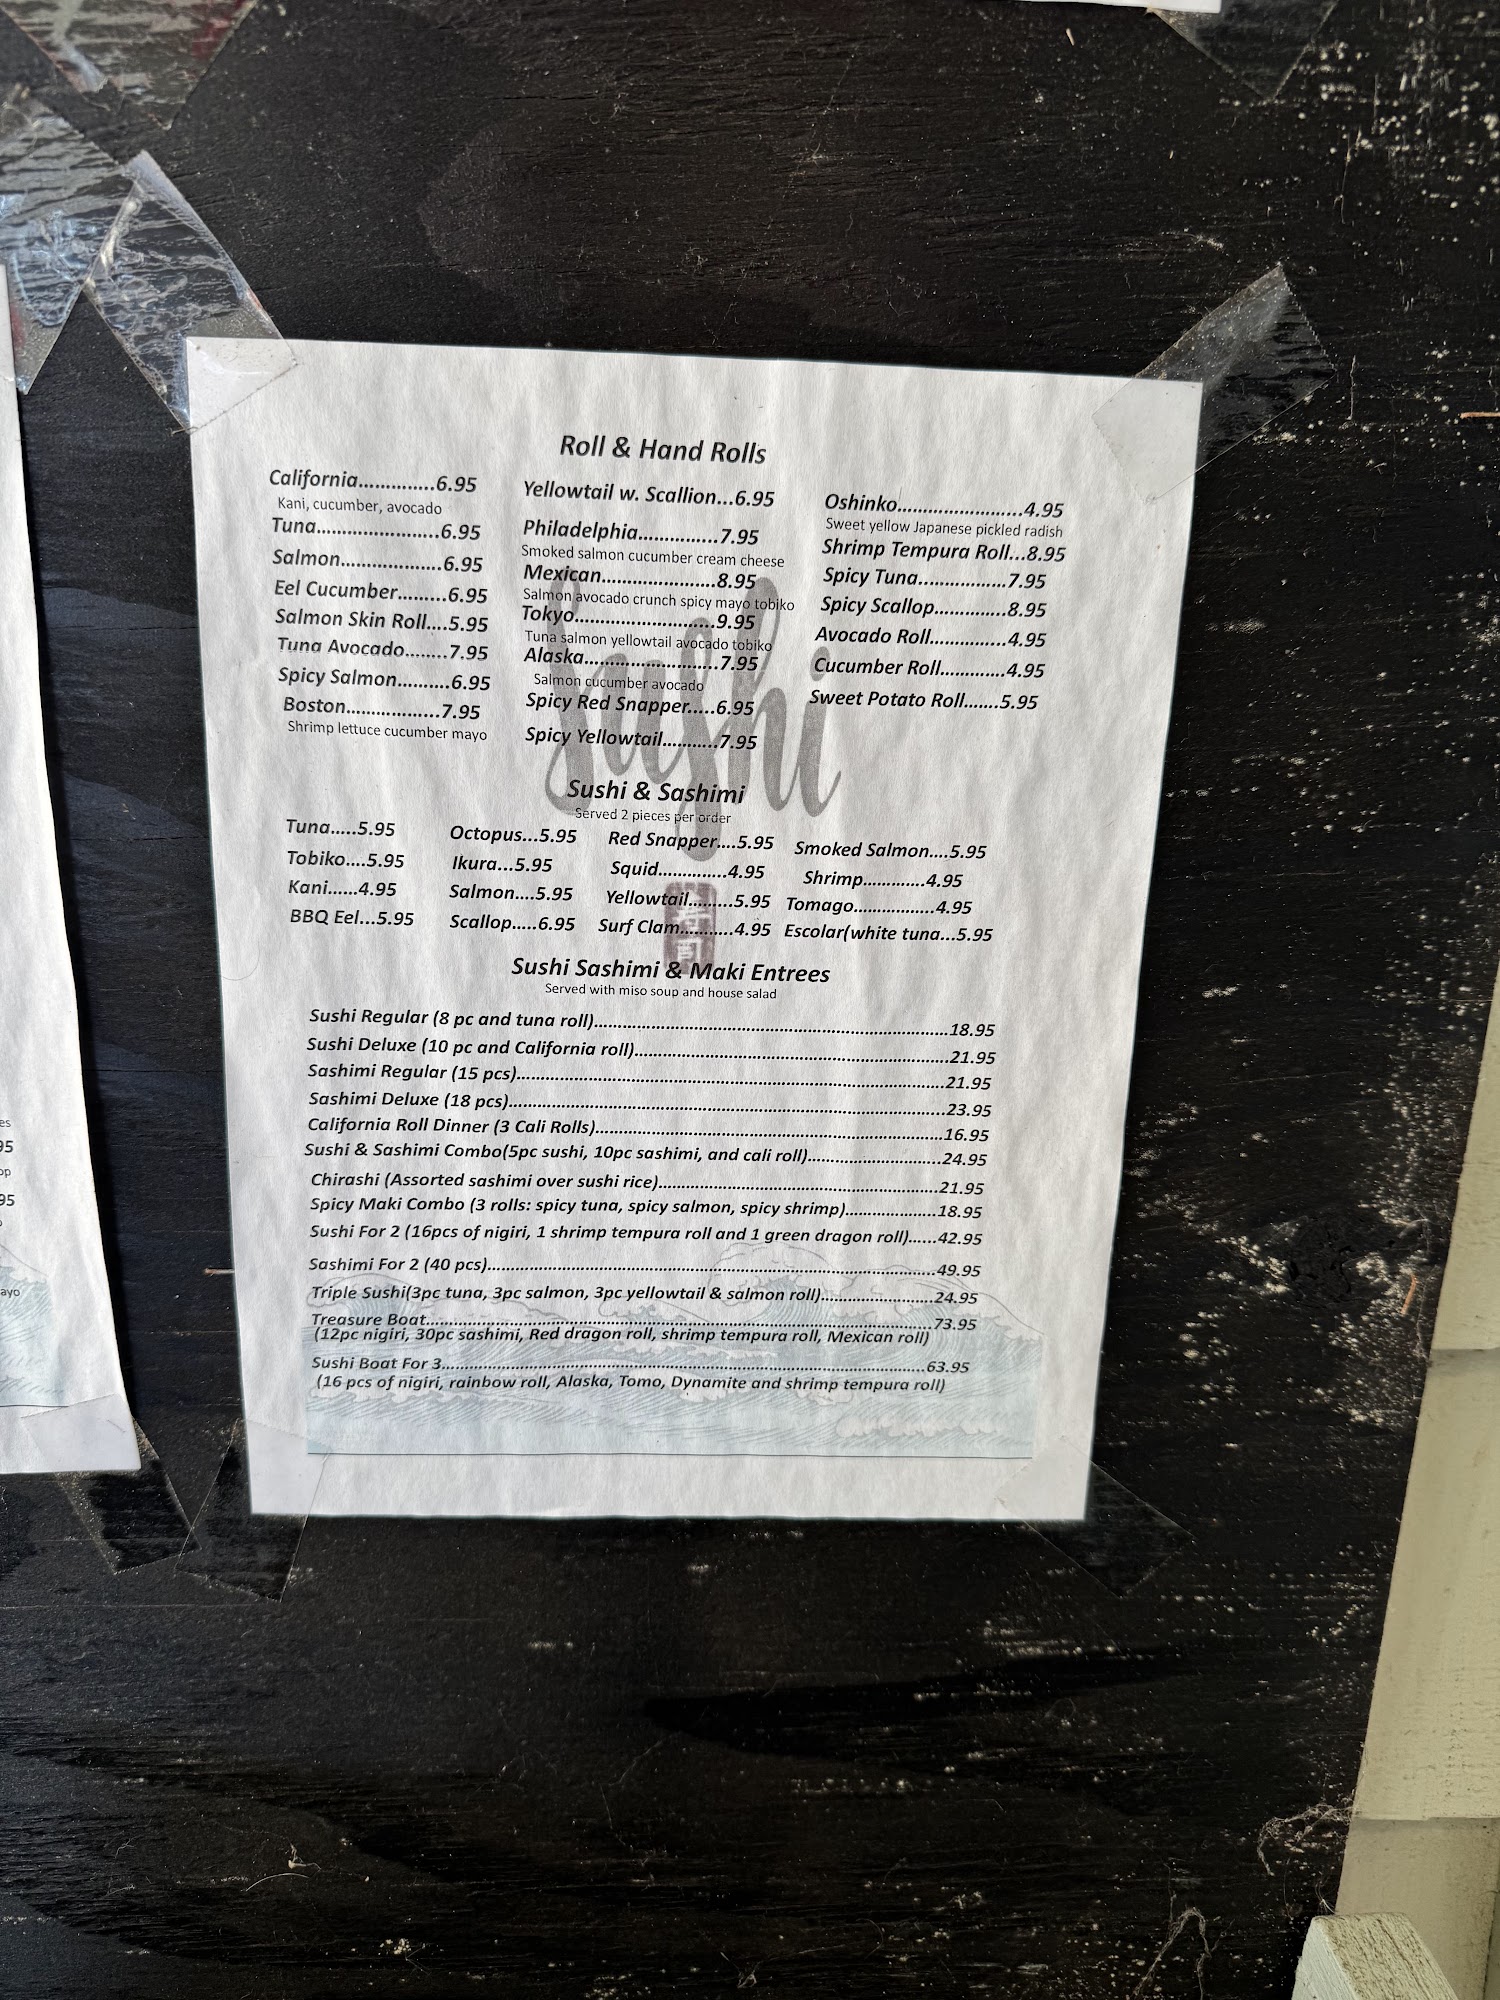 Roll & Hand Rolls
California..............6.95
Kani, cucumber, avocado
Tuna.......................6.95
Salmon...................6.95
Eel Cucumber.........6.95
Salmon Skin Roll....5.95
Tuna Avocado........7.95
Spicy Salmon..........6.95
Boston..................7.95
Shrimp lettuce cucumber mayo
Yellowtail w. Scallion...6.95
Philadelphia...............7.95
Smoked salmon cucumber cream cheese
Mexican.....................8.95
Salmon avocado crunch spicy mayo tobiko
Tokyo..........................9.95
Tuna salmon yellowtail avocado tobiko
Alaska.........................7.95
Salmon cucumber avocado
Spicy Red Snapper.....6.95
Spicy Yellowtail...........7.95
Oshinko.......................4.95
Sweet yellow Japanese pickled radish
Shrimp Tempura Roll...8.95
Spicy Tuna.................7.95
Spicy Scallop..............8.95
Avocado Roll..............4.95
Cucumber Roll............4.95
Sweet Potato Roll.......5.95
Sushi
Sushi & Sashimi
Served 2 pieces per order
Tuna.....5.95
Tobiko....5.95
Kani......4.95
BBQ Eel...5.95
Octopus...5.95
Ikura...5.95
Salmon....5.95
Scallop.....6.95
Red Snapper....5.95
Squid.............4.95
Yellowtail.........5.95
Surf Clam..........4.95
Smoked Salmon....5.95
Shrimp............4.95
Tomago................4.95
Escolar(white tuna...5.95
Sushi Sashimi & Maki Entrees
Served with miso soup and house salad
Sushi Regular (8 pc and tuna roll)..................................................18.95
Sushi Deluxe (10 pc and California roll)............................................21.95
Sashimi Regular (15 pcs)............................................................21.95
Sashimi Deluxe (18 pcs).............................................................23.95
California Roll Dinner (3 Cali Rolls)...............................................16.95
Sushi & Sashimi Combo(5pc sushi, 10pc sashimi, and cali roll).......................24.95
Chirashi (Assorted sashimi over sushi rice).........................................21.95
Spicy Maki Combo (3 rolls: spicy tuna, spicy salmon, spicy shrimp)..................18.95
Sushi For 2 (16pcs of nigiri, 1 shrimp tempura roll and 1 green dragon roll)......42.95
Sashimi For 2 (40 pcs)..............................................................49.95
Triple Sushi(3pc tuna, 3pc salmon, 3pc yellowtail & salmon roll).....................24.95
Treasure Boat.......................................................................73.95
(12pc nigiri, 30pc sashimi, Red dragon roll, shrimp tempura roll, Mexican roll)
Sushi Boat For 3....................................................................63.95
(16 pcs of nigiri, rainbow roll, Alaska, Tomo, Dynamite and shrimp tempura roll)